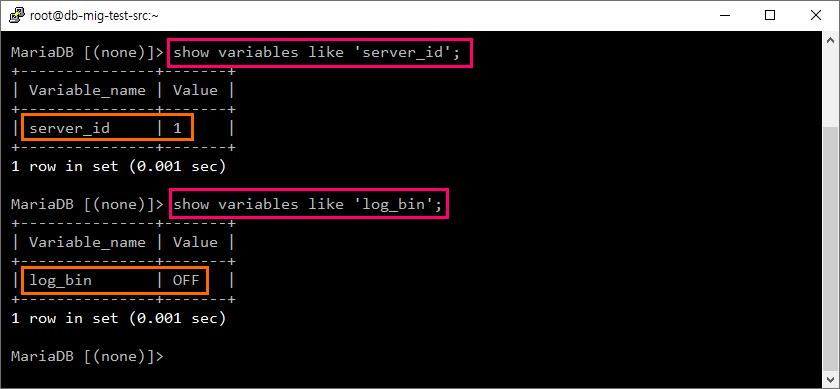 root@db-mig-test-src:~
MariaDB [(none)]> show variables like 'server_id';
+---------------+-------+
| Variable_name | Value |
+---------------+-------+
| server_id     | 1     |
+---------------+-------+
1 row in set (0.001 sec)
MariaDB [(none)]> show variables like 'log_bin';
+---------------+-------+
| Variable_name | Value |
+---------------+-------+
| log_bin       | OFF   |
+---------------+-------+
1 row in set (0.001 sec)
MariaDB [(none)]>